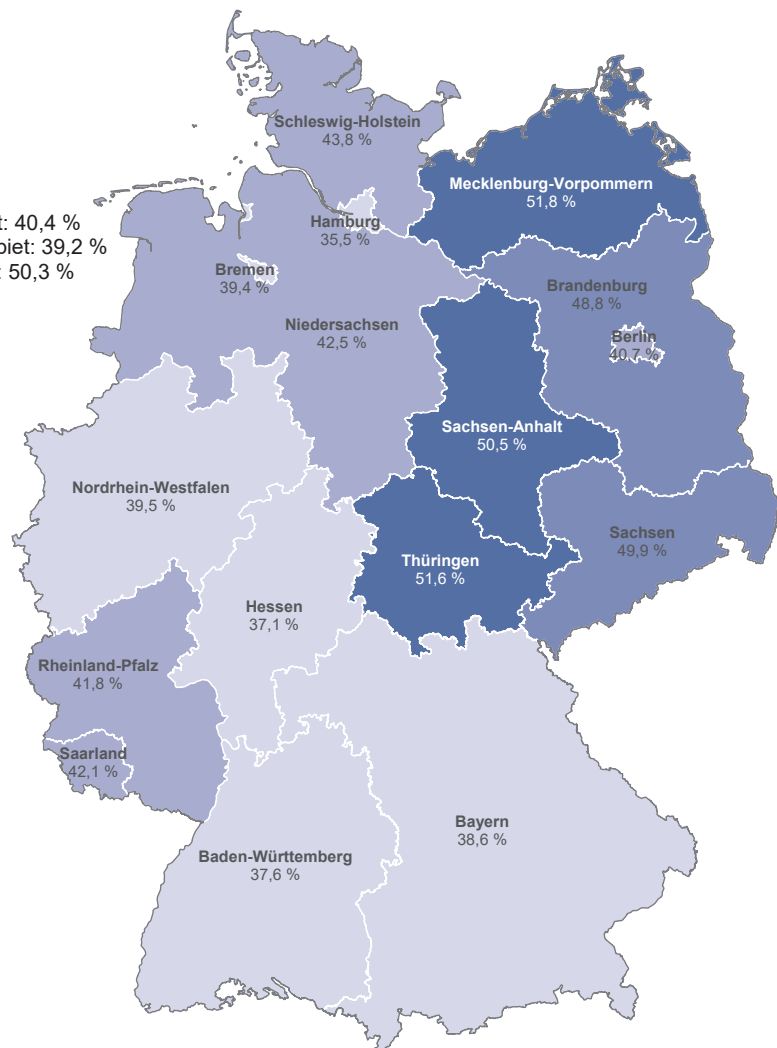 Schleswig-Holstein
43,8 %
Mecklenburg-Vorpommern
51,8 %
Hamburg
35,5 %
: 40,4 %
: 39,2 %
: 50,3 %
Bremen
39,4 %
Brandenburg
48,8 %
Niedersachsen
42,5 %
Berlin
40,7 %
Sachsen-Anhalt
50,5 %
Nordrhein-Westfalen
39,5 %
Sachsen
49,9 %
Thüringen
51,6 %
Hessen
37,1 %
Rheinland-Pfalz
41,8 %
Saarland
42,1 %
Bayern
38,6 %
Baden-Württemberg
37,6 %